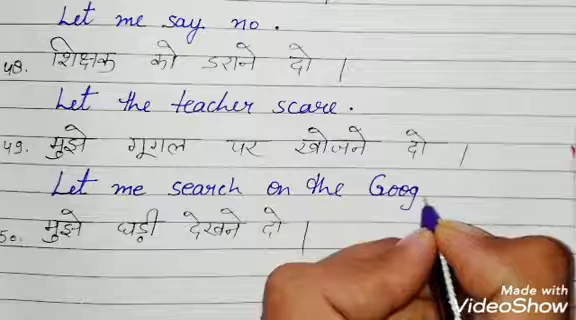 Let me say no.
48. शिक्षक को डराने दो |
Let the teacher scare.
49. मुझे गूगल पर खोजने दो |
Let me search on the Goog
50. मुझे घड़ी देखने दो |
Made with
VideoShow